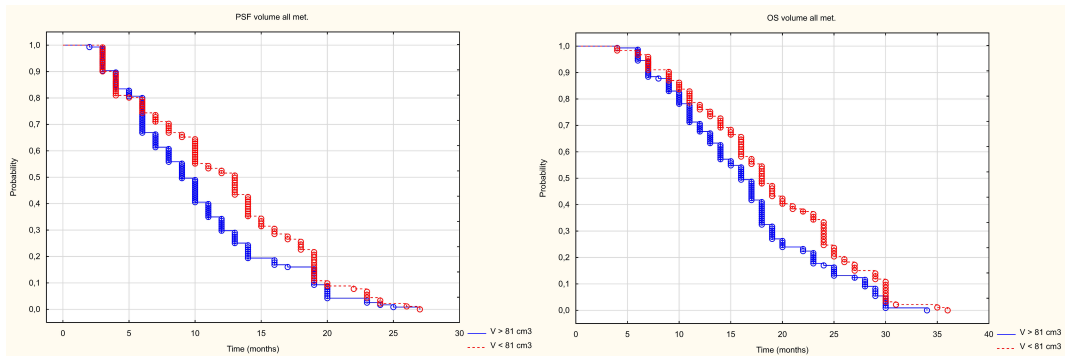 PSF volume all met.
1,0
0,9
0,8
0,7
0,6
0,5
0,4
0,3
0,2
0,1
0,0
Probability
0 5 10 15 20 25 30
Time (months)
V > 81 cm3
V < 81 cm3
OS volume all met.
1,0
0,9
0,8
0,7
0,6
0,5
0,4
0,3
0,2
0,1
0,0
Probability
0 5 10 15 20 25 30 35 40
Time (months)
V > 81 cm3
V < 81 cm3